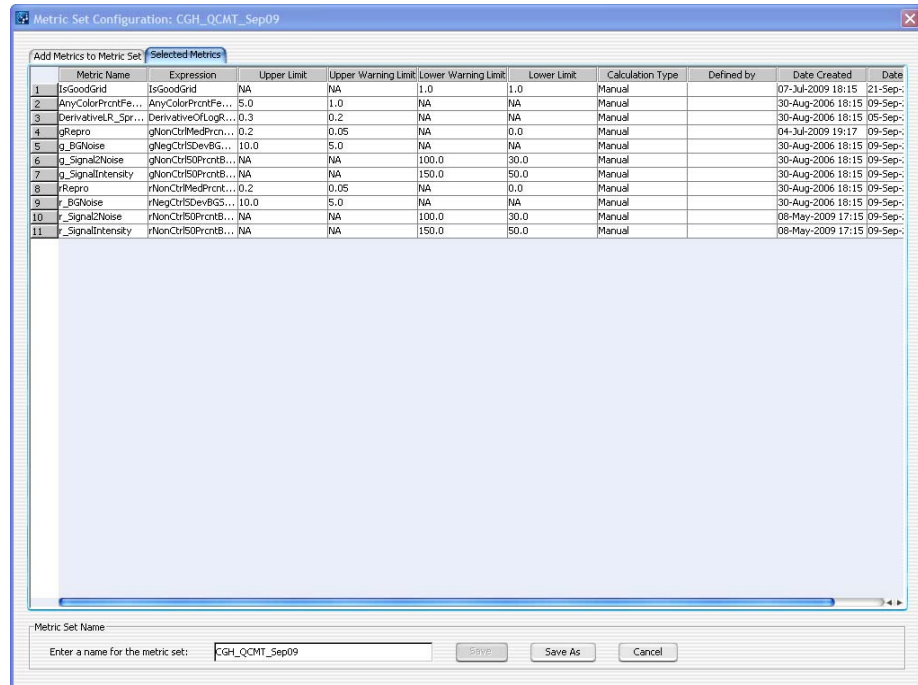 Metric Set Configuration: CGH_QCMT_Sep09
Add Metrics to Metric Set Selected Metrics
Metric Name Expression Upper Limit Upper Warning Limit Lower Warning Limit Lower Limit Calculation Type Defined by Date Created Date
1 IsGoodGrid IsGoodGrid NA NA 1.0 1.0 Manual 07-Jul-2009 18:15 21-Sep-
2 AnyColorPrcntFe... AnyColorPrcntFe... 5.0 1.0 NA NA Manual 30-Aug-2006 18:15 09-Sep-
3 DerivativeLR_Spr... DerivativeOfLogR... 0.3 0.2 NA NA Manual 30-Aug-2006 18:15 05-Sep-
4 gRepro gNonCtrlMedPrcn... 0.2 0.05 NA 0.0 Manual 04-Jul-2009 19:17 09-Sep-
5 g_BGNoise gNegCtrlSDevBG... 10.0 5.0 NA NA Manual 30-Aug-2006 18:15 09-Sep-
6 g_Signal2Noise gNonCtrl50PrcntB... NA NA 100.0 30.0 Manual 30-Aug-2006 18:15 09-Sep-
7 g_SignalIntensity gNonCtrl50PrcntB... NA NA 150.0 50.0 Manual 30-Aug-2006 18:15 09-Sep-
8 rRepro rNonCtrlMedPrcnt... 0.2 0.05 NA 0.0 Manual 30-Aug-2006 18:15 09-Sep-
9 r_BGNoise rNegCtrlSDevBGS... 10.0 5.0 NA NA Manual 30-Aug-2006 18:15 09-Sep-
10 r_Signal2Noise rNonCtrl50PrcntB... NA NA 100.0 30.0 Manual 08-May-2009 17:15 09-Sep-
11 r_SignalIntensity rNonCtrl50PrcntB... NA NA 150.0 50.0 Manual 08-May-2009 17:15 09-Sep-
Metric Set Name
Enter a name for the metric set: CGH_QCMT_Sep09 Save Save As Cancel